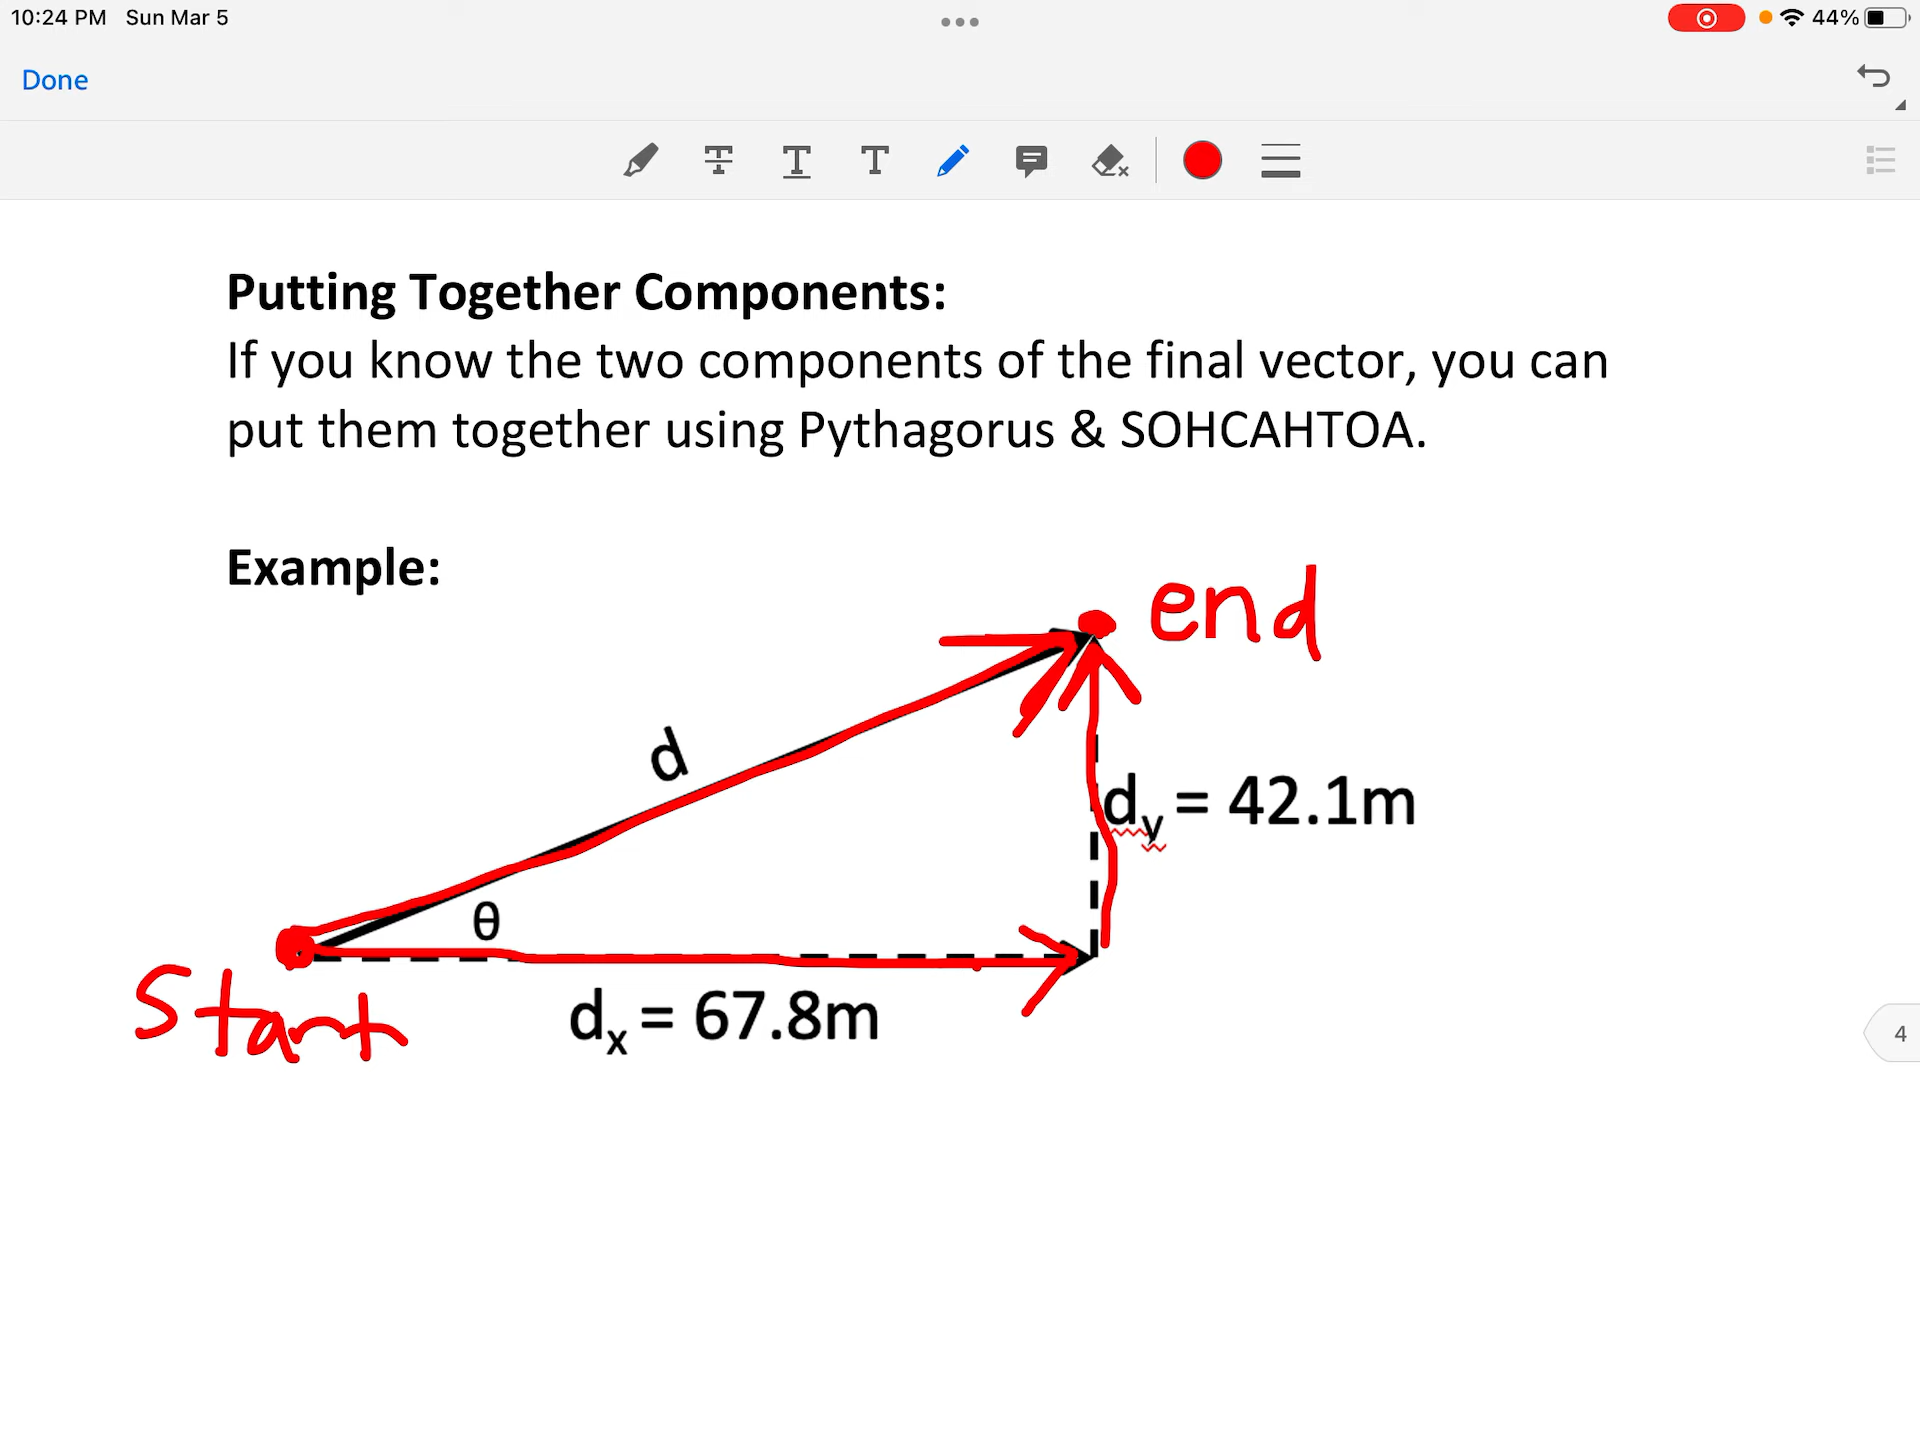 10:24 PM Sun Mar 5
44%
Done
Putting Together Components:
If you know the two components of the final vector, you can
put them together using Pythagorus & SOHCAHTOA.
Example:
end
d
dy = 42.1m
θ
Start
dx = 67.8m
4